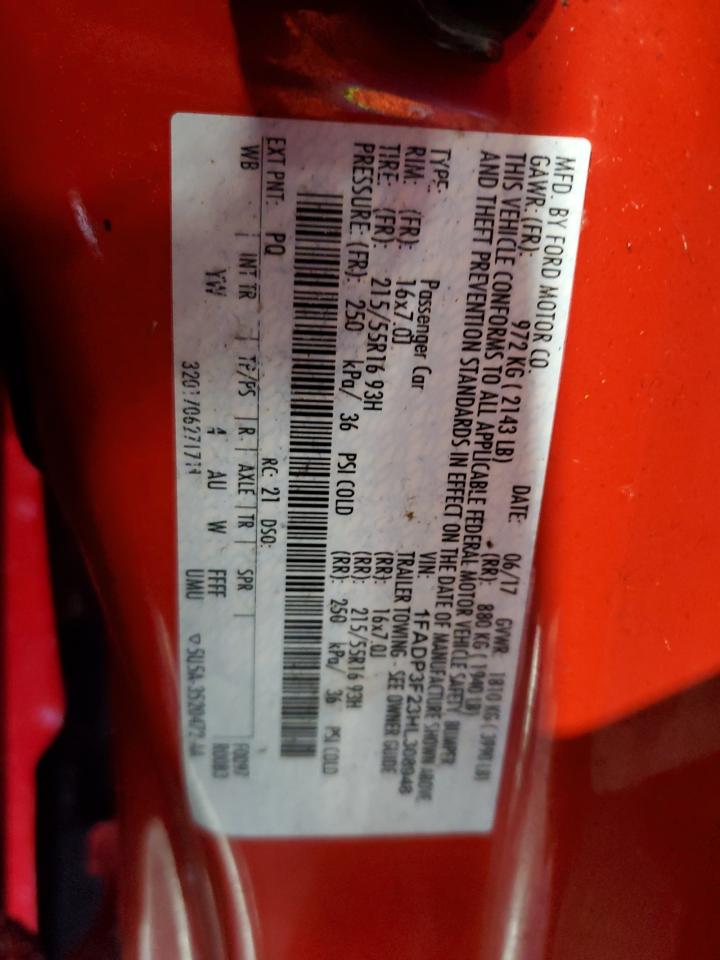 MFD. BY FORD MOTOR CO.
DATE: 06/17 GVWR: 1810 KG ( 3990 LB)
GAWR: (FR): 972 KG ( 2143 LB) (RR): 880 KG ( 1940 LB)
THIS VEHICLE CONFORMS TO ALL APPLICABLE FEDERAL MOTOR VEHICLE SAFETY, BUMPER
AND THEFT PREVENTION STANDARDS IN EFFECT ON THE DATE OF MANUFACTURE SHOWN ABOVE.
VIN: 1FADP3F23HL308948
TYPE: Passenger Car TRAILER TOWING - SEE OWNER GUIDE
RIM: (FR): 16x7.0J (RR): 16x7.0J
TIRE: (FR): 215/55R16 93H (RR): 215/55R16 93H
PRESSURE: (FR): 250 kPa/ 36 PSI COLD (RR): 250 kPa/ 36 PSI COLD
EXT PNT: PQ RC: 21 DSO:
WB | INT TR | TP/PS | R | AXLE | TR | SPR |
YW 4 AU W FFFF
UMU